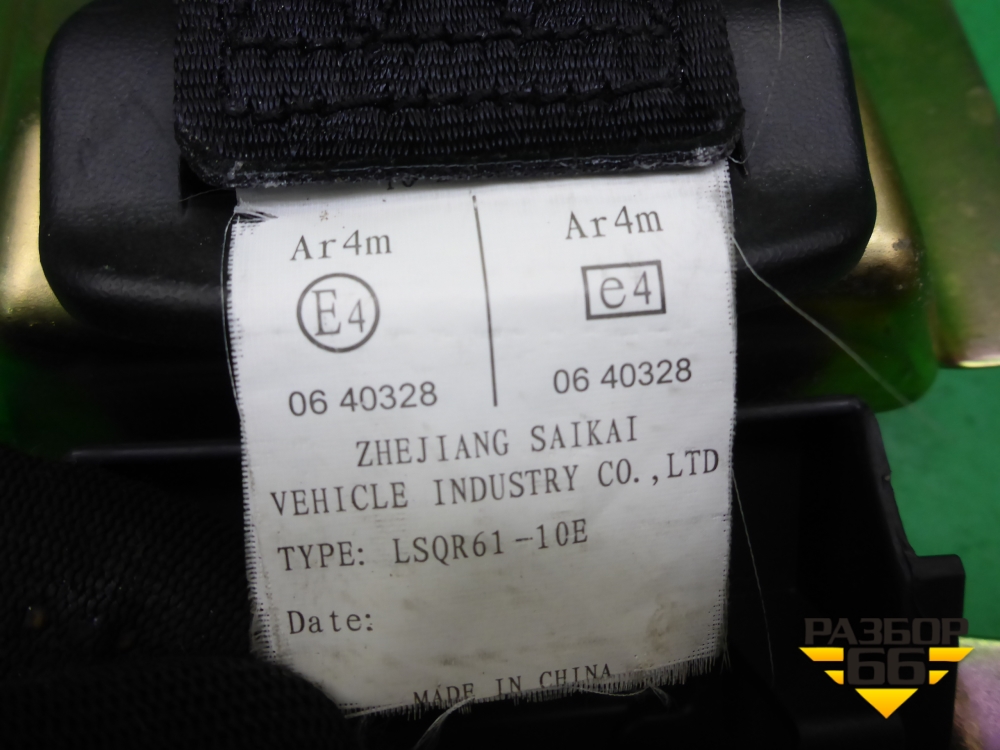 Ar4m
Ar4m
E4
e4
06 40328
06 40328
ZHEJIANG SAIKAI
VEHICLE INDUSTRY CO.,LTD
TYPE: LSQR61-10E
Date:
MADE IN CHINA
РАЗБОР
66